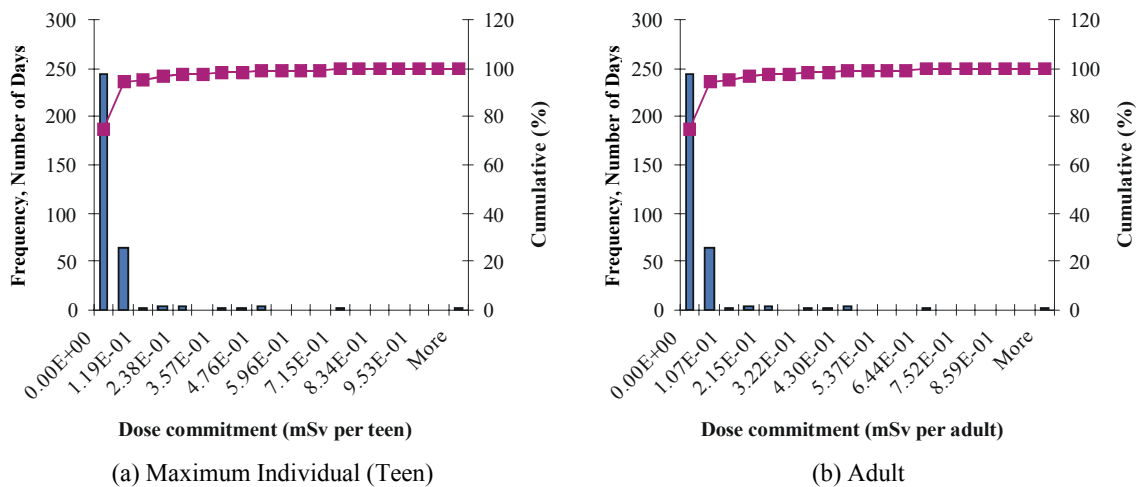 300
250
200
150
100
50
0
120
100
80
60
40
20
0
Frequency, Number of Days
Cumulative (%)
0.00E+00
1.19E-01
2.38E-01
3.57E-01
4.76E-01
5.96E-01
7.15E-01
8.34E-01
9.53E-01
More
Dose commitment (mSv per teen)
(a) Maximum Individual (Teen)
300
250
200
150
100
50
0
120
100
80
60
40
20
0
Frequency, Number of Days
Cumulative (%)
0.00E+00
1.07E-01
2.15E-01
3.22E-01
4.30E-01
5.37E-01
6.44E-01
7.52E-01
8.59E-01
More
Dose commitment (mSv per adult)
(b) Adult